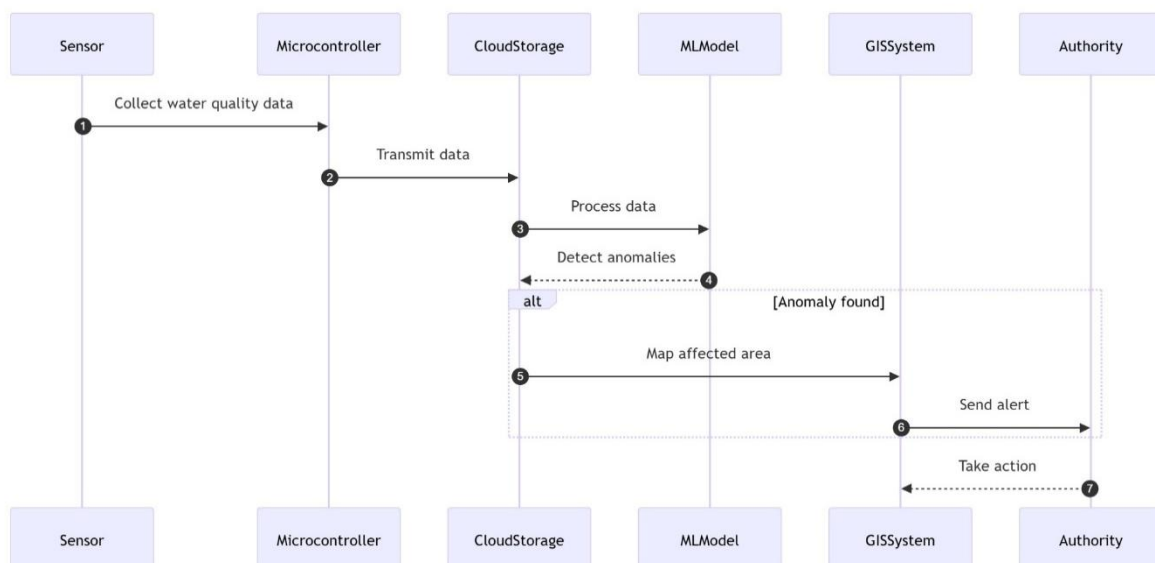 Sensor
Microcontroller
CloudStorage
MLModel
GISSystem
Authority
Collect water quality data
1
Transmit data
2
Process data
3
Detect anomalies
4
alt
[Anomaly found]
Map affected area
5
Send alert
6
Take action
7
Sensor
Microcontroller
CloudStorage
MLModel
GISSystem
Authority